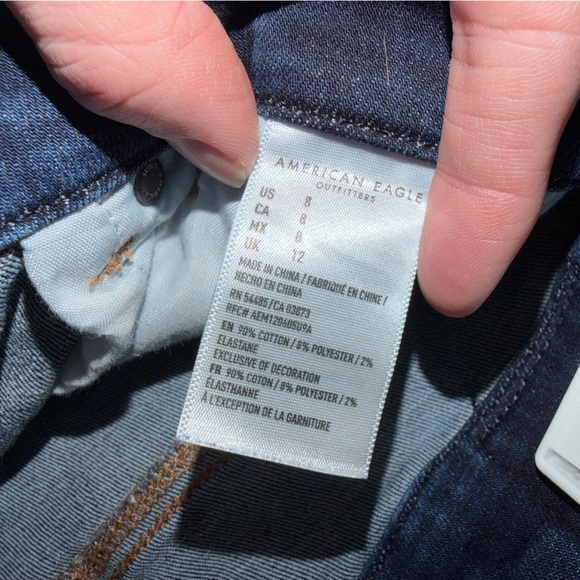 AMERICAN EAGLE
OUTFITTERS
US 8
CA 8
MX 8
UK 12
MADE IN CHINA / FABRIQUÉ EN CHINE /
HECHO EN CHINA
RN 54485/CA 03073
RFC# AEM120605U9A
EN 90% COTTON / 8% POLYESTER / 2%
ELASTANE
EXCLUSIVE OF DECORATION
FR 90% COTON / 8% POLYESTER / 2%
ÉLASTHANNE
À L'EXCEPTION DE LA GARNITURE